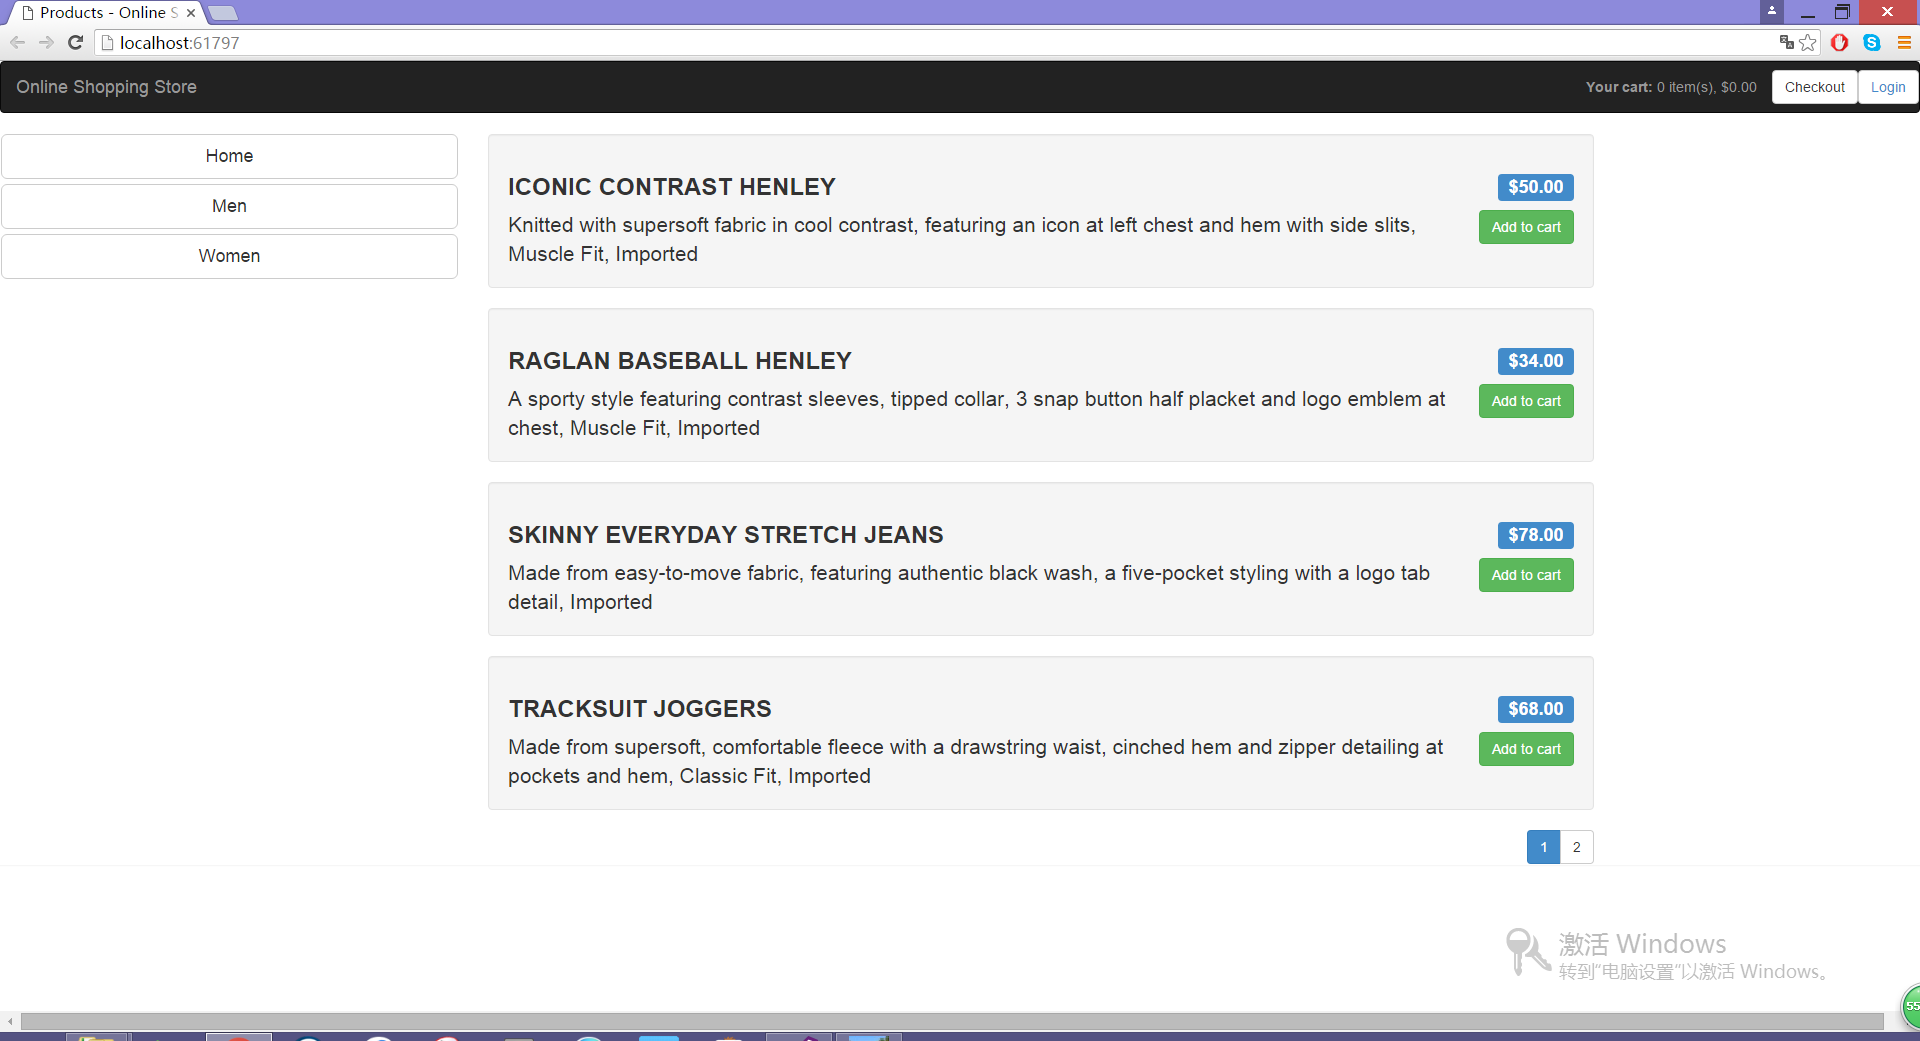 Products - Online S
localhost:61797
Online Shopping Store
Your cart: 0 item(s), $0.00
Checkout
Login
Home
Men
Women
ICONIC CONTRAST HENLEY
$50.00
Knitted with supersoft fabric in cool contrast, featuring an icon at left chest and hem with side slits,
Muscle Fit, Imported
Add to cart
RAGLAN BASEBALL HENLEY
$34.00
A sporty style featuring contrast sleeves, tipped collar, 3 snap button half placket and logo emblem at
chest, Muscle Fit, Imported
Add to cart
SKINNY EVERYDAY STRETCH JEANS
$78.00
Made from easy-to-move fabric, featuring authentic black wash, a five-pocket styling with a logo tab
detail, Imported
Add to cart
TRACKSUIT JOGGERS
$68.00
Made from supersoft, comfortable fleece with a drawstring waist, cinched hem and zipper detailing at
pockets and hem, Classic Fit, Imported
Add to cart
1 2
激活 Windows
转到“电脑设置”以激活 Windows。
55